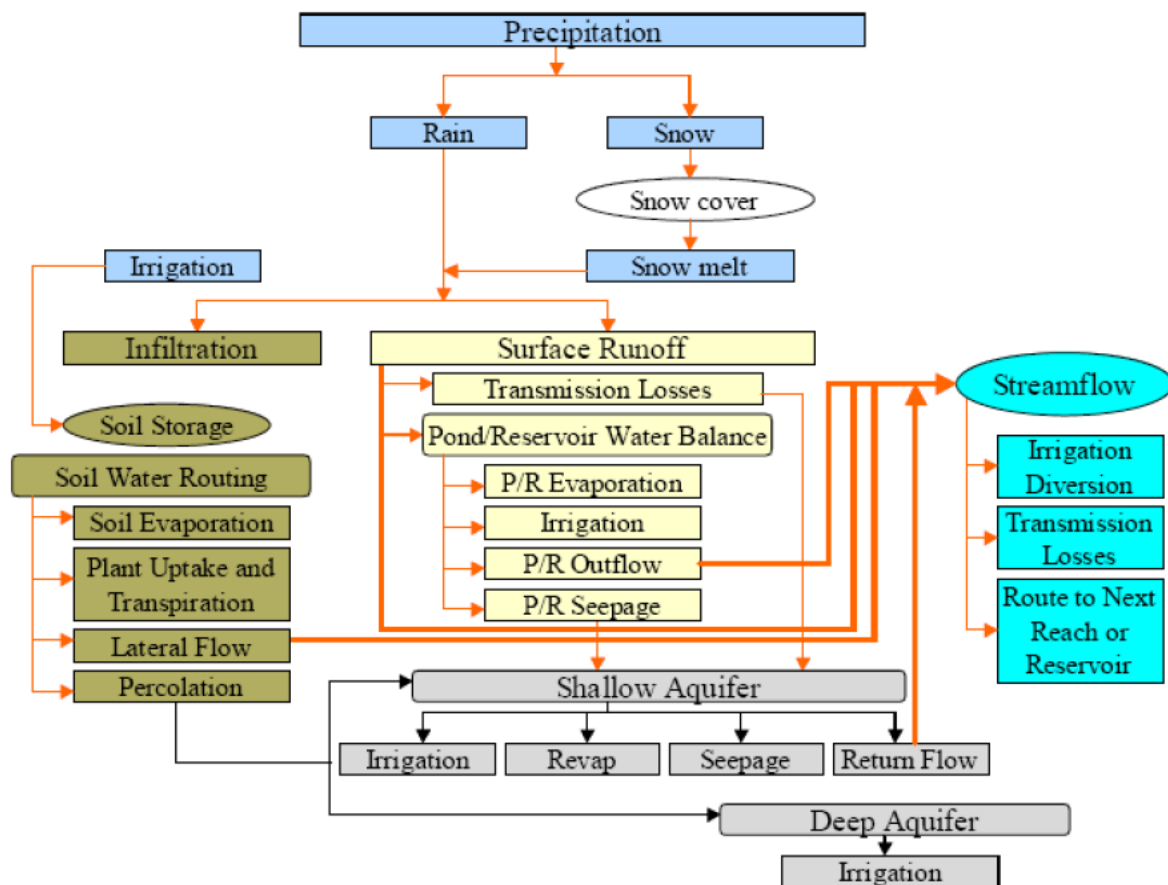 Precipitation
Rain
Snow
Snow cover
Irrigation
Snow melt
Infiltration
Surface Runoff
Transmission Losses
Streamflow
Soil Storage
Pond/Reservoir Water Balance
Irrigation
Diversion
Soil Water Routing
P/R Evaporation
Soil Evaporation
Irrigation
Transmission
Losses
Plant Uptake and
Transpiration
P/R Outflow
P/R Seepage
Route to Next
Reach or
Reservoir
Lateral Flow
Percolation
Shallow Aquifer
Irrigation
Revap
Seepage
Return Flow
Deep Aquifer
Irrigation